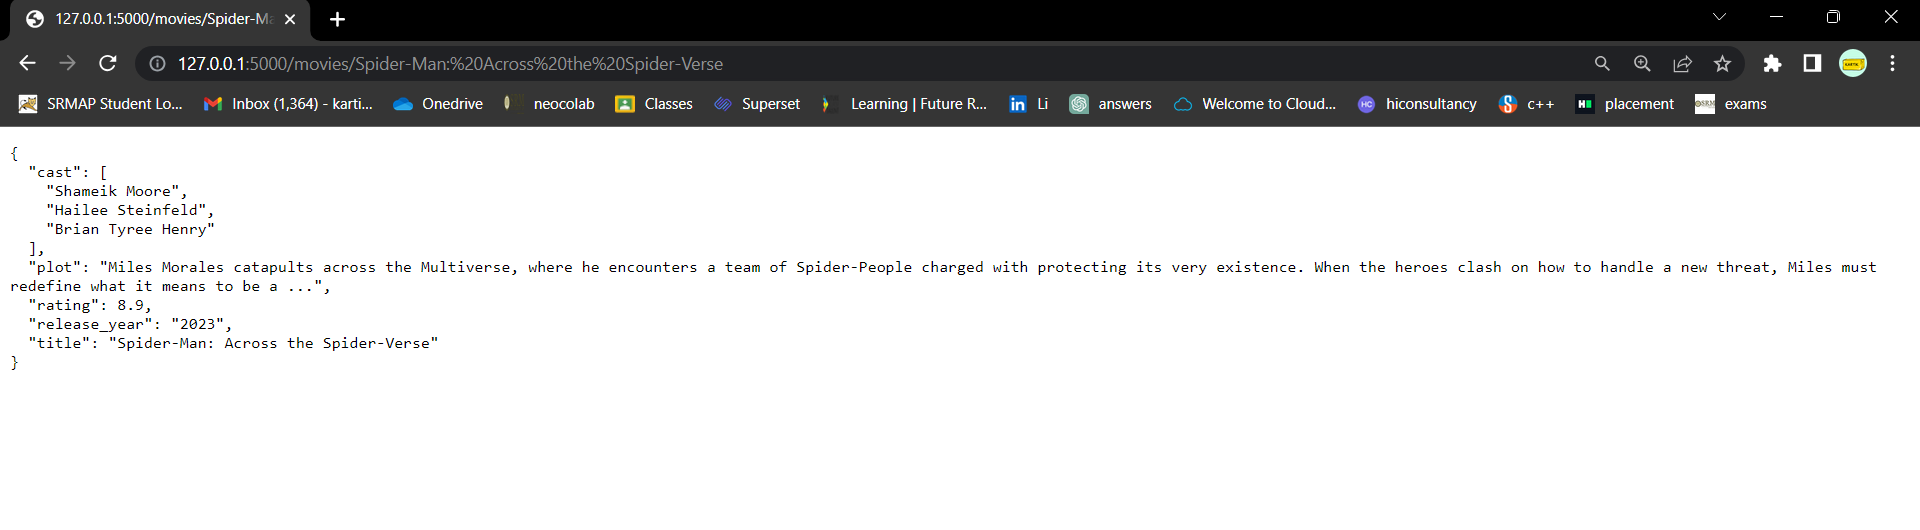 127.0.0.1:5000/movies/Spider-Ma
127.0.0.1:5000/movies/Spider-Man:%20Across%20the%20Spider-Verse
SRMAP Student Lo... Inbox (1,364) - karti... Onedrive neocolab Classes Superset Learning | Future R... in Li answers Welcome to Cloud... HC hiconsultancy c++ placement SRM exams
{
"cast": [
"Shameik Moore",
"Hailee Steinfeld",
"Brian Tyree Henry"
],
"plot": "Miles Morales catapults across the Multiverse, where he encounters a team of Spider-People charged with protecting its very existence. When the heroes clash on how to handle a new threat, Miles must
redefine what it means to be a ...",
"rating": 8.9,
"release_year": "2023",
"title": "Spider-Man: Across the Spider-Verse"
}